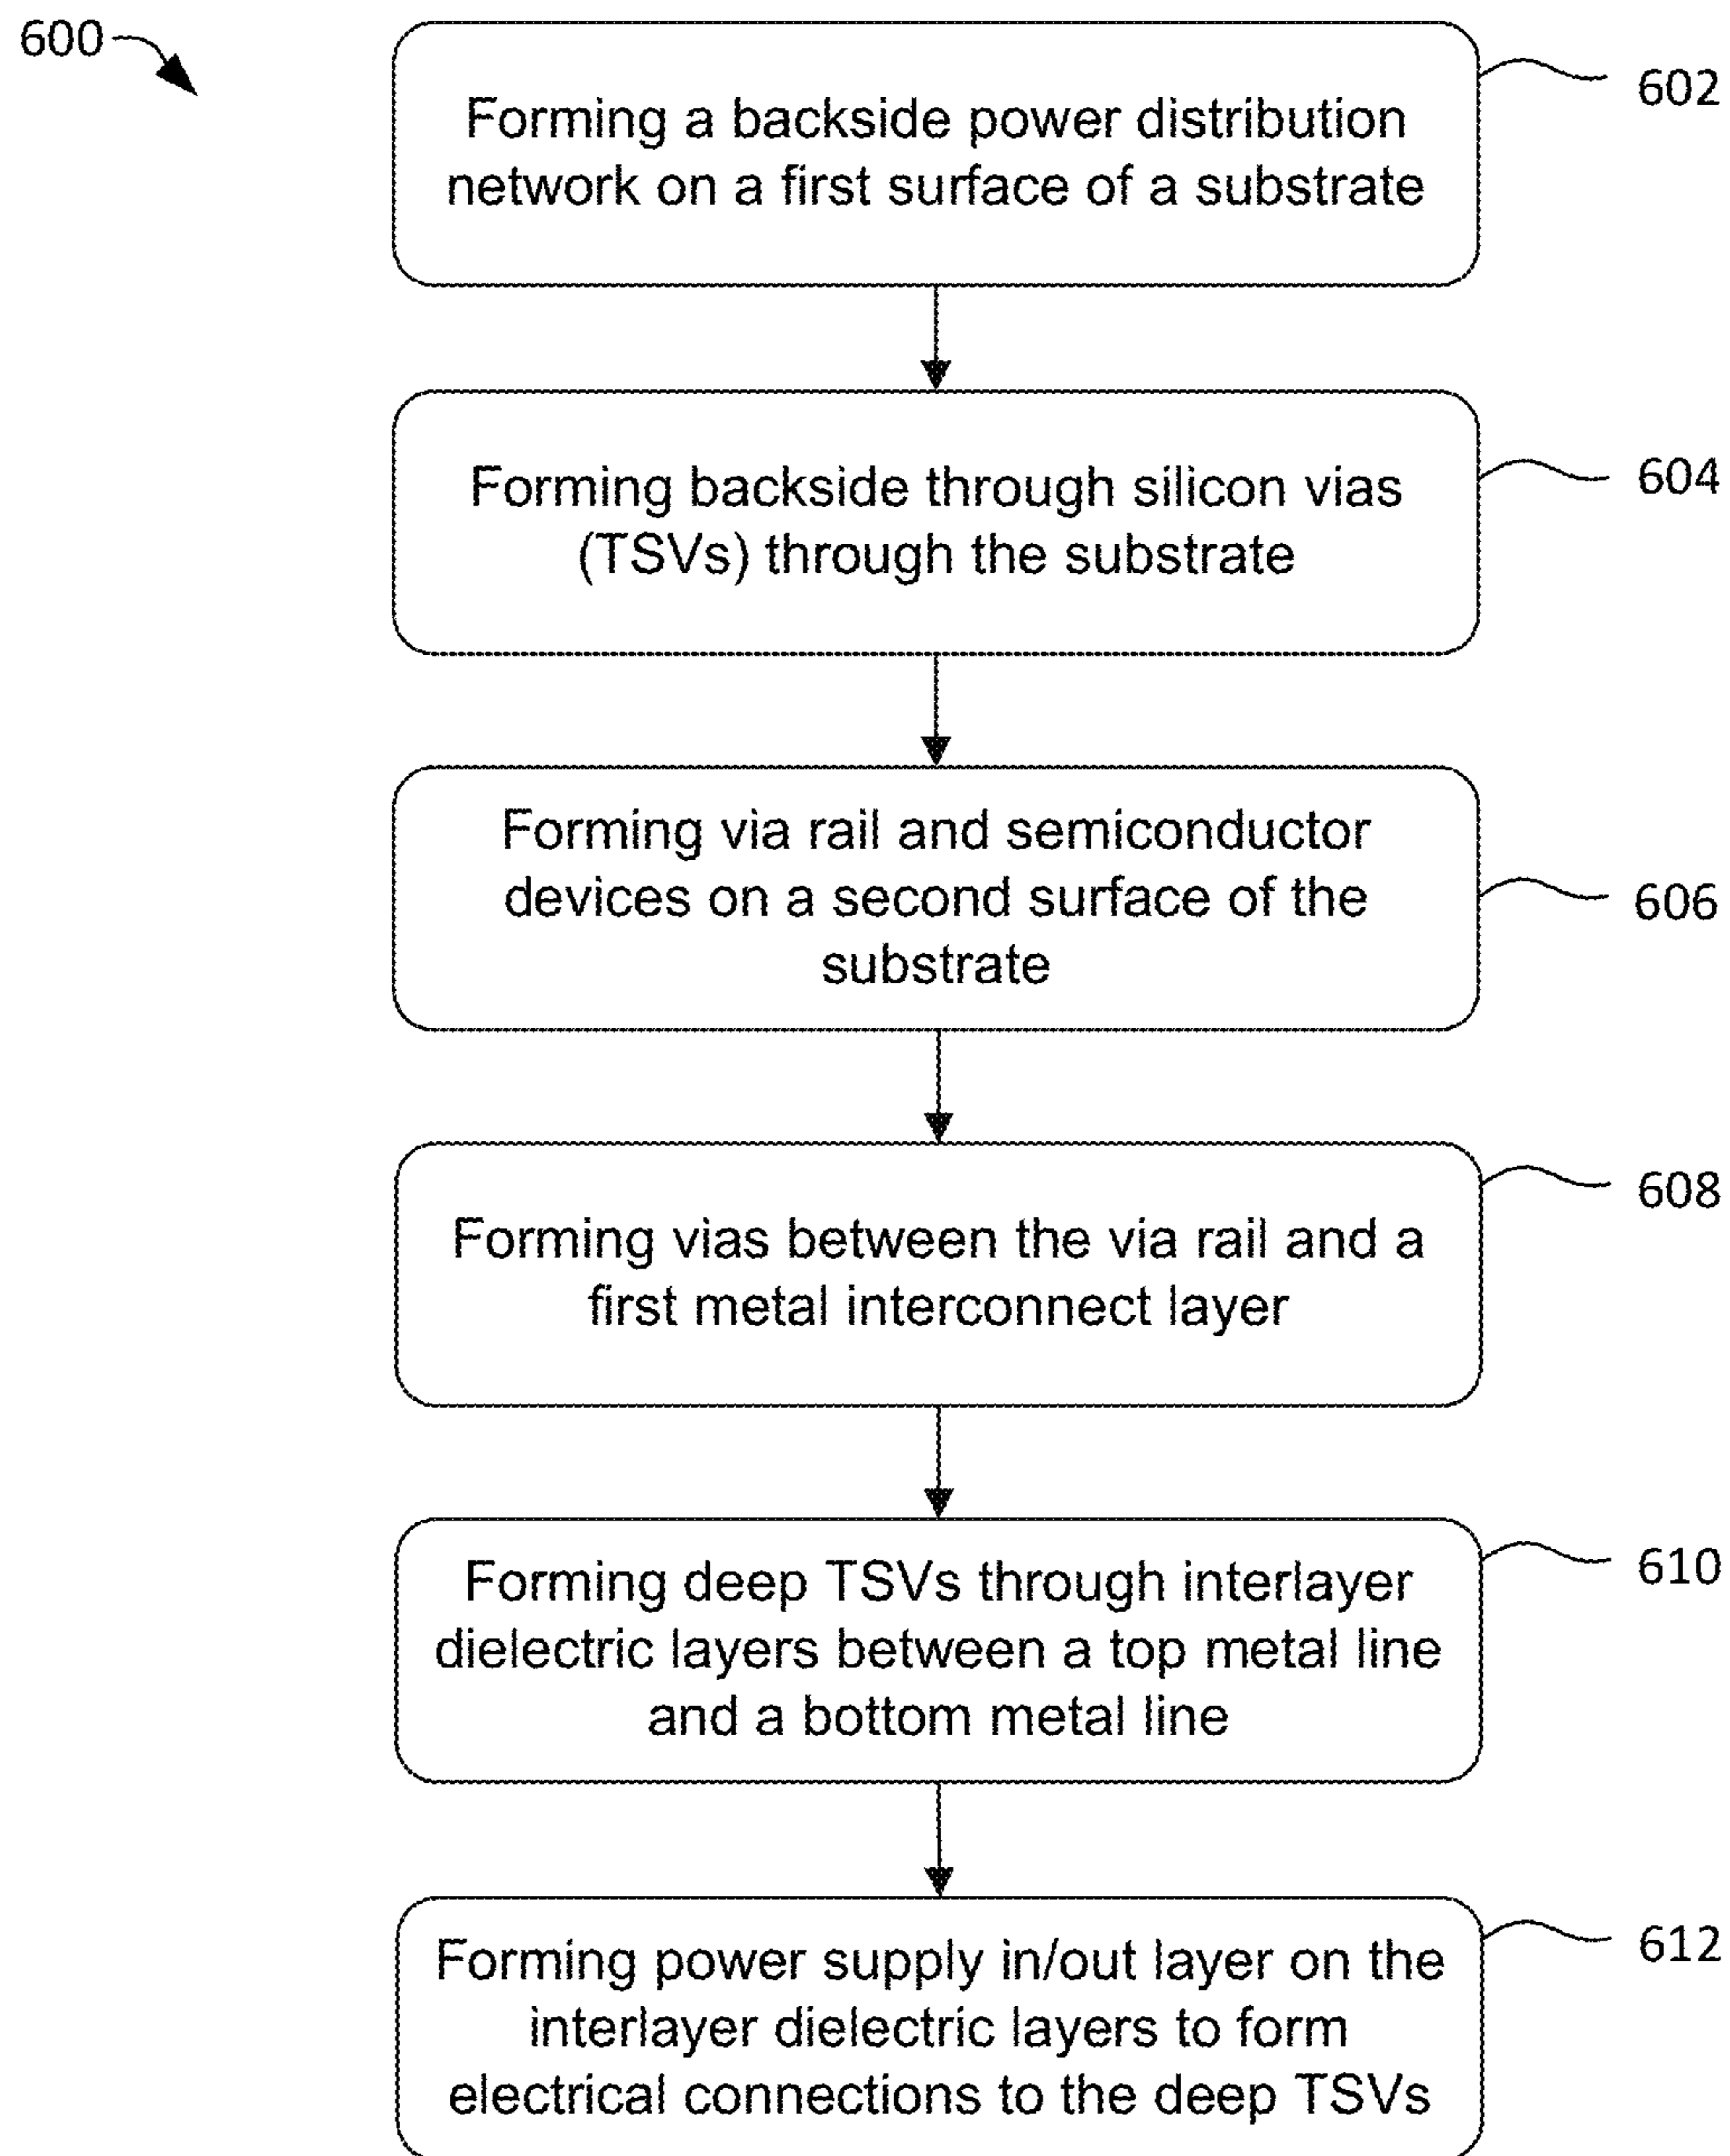 600
Forming a backside power distribution
network on a first surface of a substrate
602
Forming backside through silicon vias
(TSVs) through the substrate
604
Forming via rail and semiconductor
devices on a second surface of the
substrate
606
Forming vias between the via rail and a
first metal interconnect layer
608
Forming deep TSVs through interlayer
dielectric layers between a top metal line
and a bottom metal line
610
Forming power supply in/out layer on the
interlayer dielectric layers to form
electrical connections to the deep TSVs
612